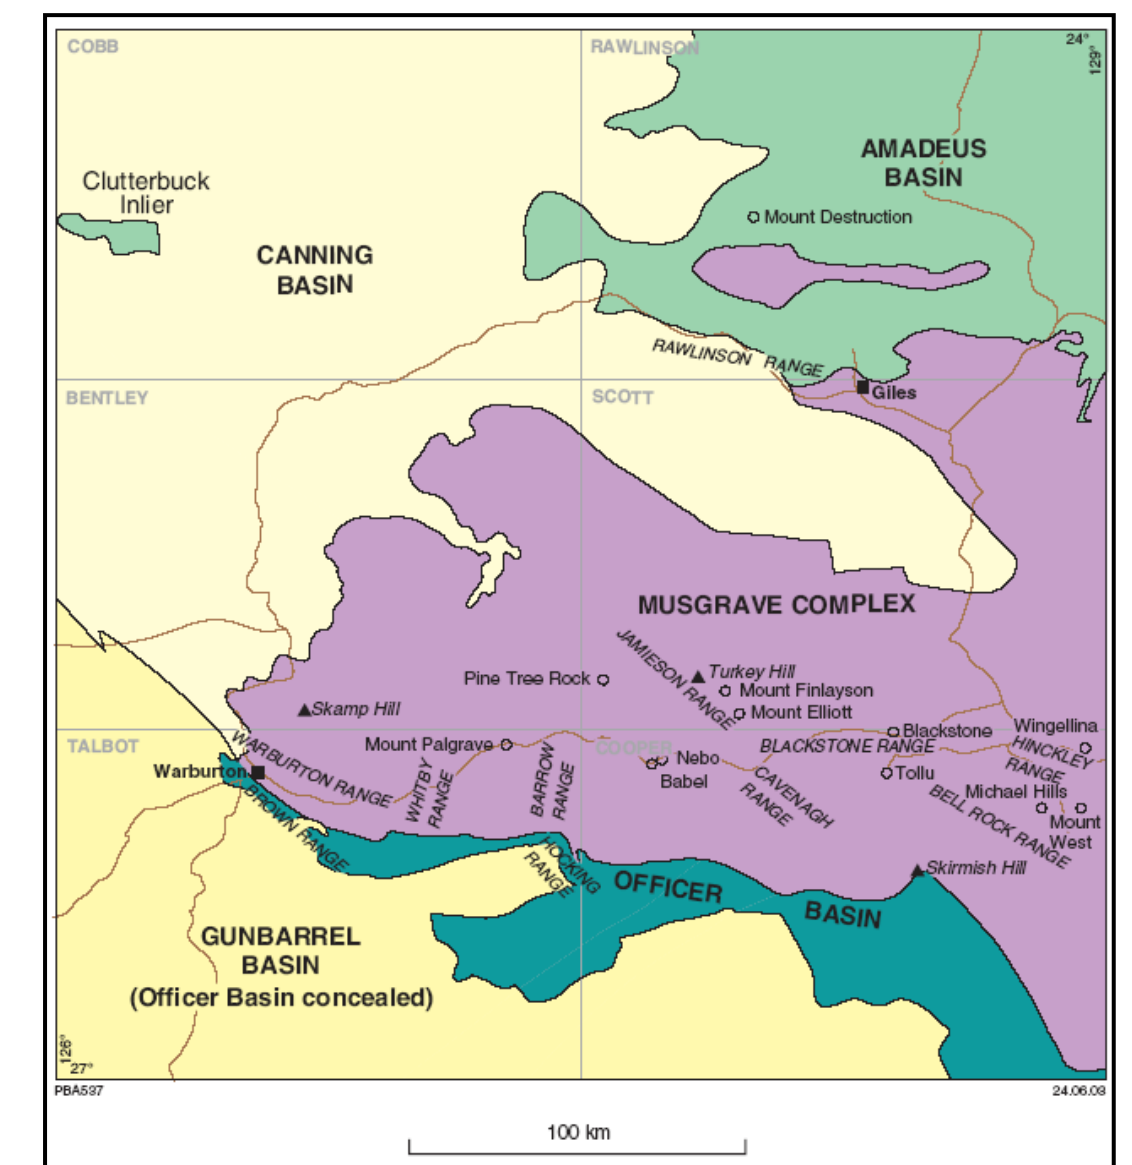 COBB
RAWLINSON
24°
129°
AMADEUS
BASIN
Clutterbuck
Inlier
Mount Destruction
CANNING
BASIN
RAWLINSON RANGE
BENTLEY
SCOTT
Giles
MUSGRAVE COMPLEX
JAMIESON RANGE
Turkey Hill
Pine Tree Rock
Mount Finlayson
Skamp Hill
Mount Elliott
Blackstone
Wingellina
TALBOT
WARBURTON RANGE
Mount Palgrave
COOPER
BLACKSTONE RANGE
HINCKLEY
RANGE
Warburton
WHITBY
RANGE
BARROW
RANGE
Nebo
Babel
CAVENAGH
RANGE
Tollu
Michael Hills
BELL ROCK RANGE
Mount
West
BROWN RANGE
HOCKING
RANGE
Skirmish Hill
OFFICER
BASIN
GUNBARREL
BASIN
(Officer Basin concealed)
126°
27°
PBA537
24.06.03
100 km